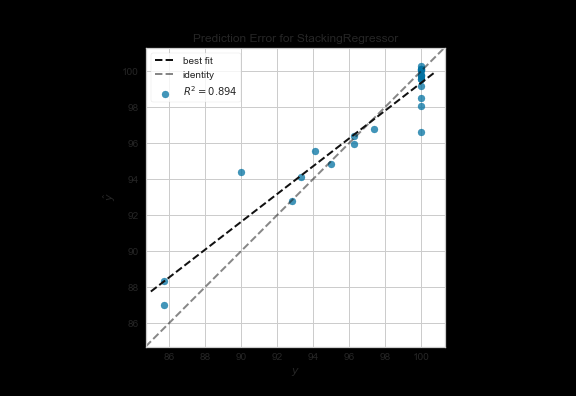 Prediction Error for StackingRegressor
best fit
identity
R² = 0.894
100
98
96
94
92
90
88
86
ŷ
86 88 90 92 94 96 98 100
y